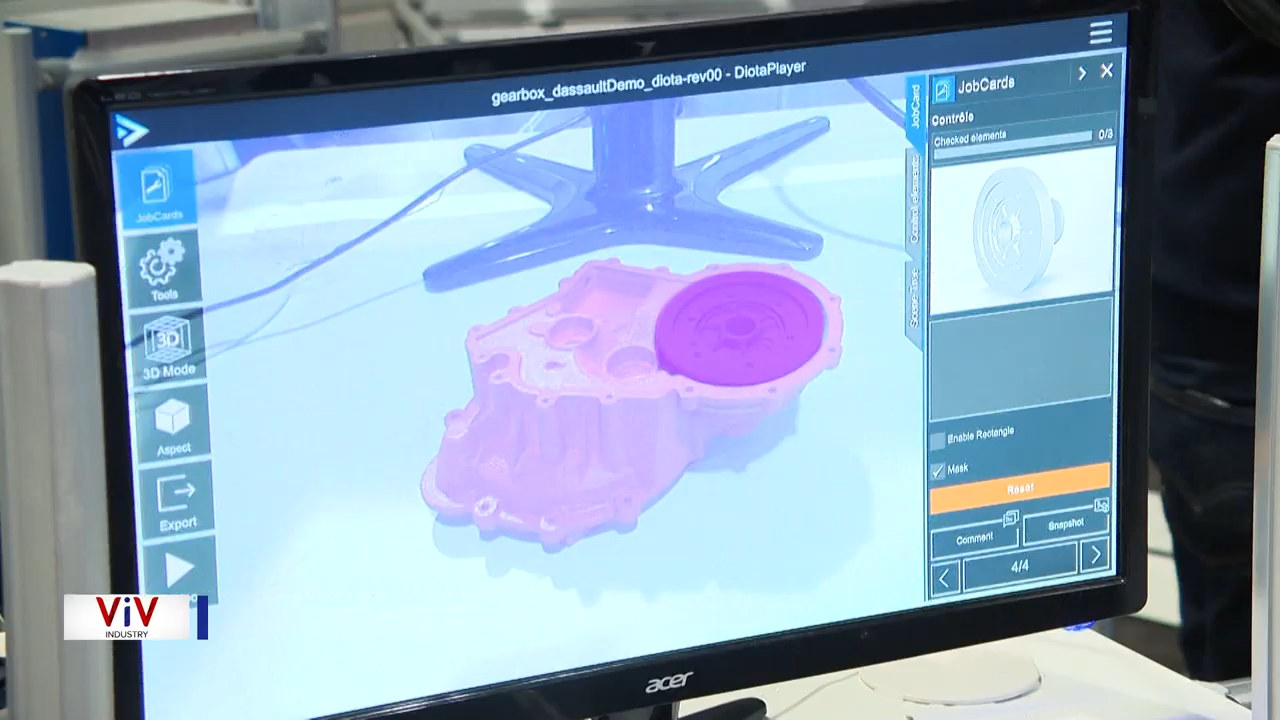 gearbox_dassaultDemo_diota-rev00 - DiotaPlayer
JobCards
Tools
3D Mode
Aspect
Export
JobCard
JobCards
Contrôle
Checked elements 0/3
Enable Rectangle
Mask
Reset
Comment
Snapshot
4/4
ViV
INDUSTRY
acer